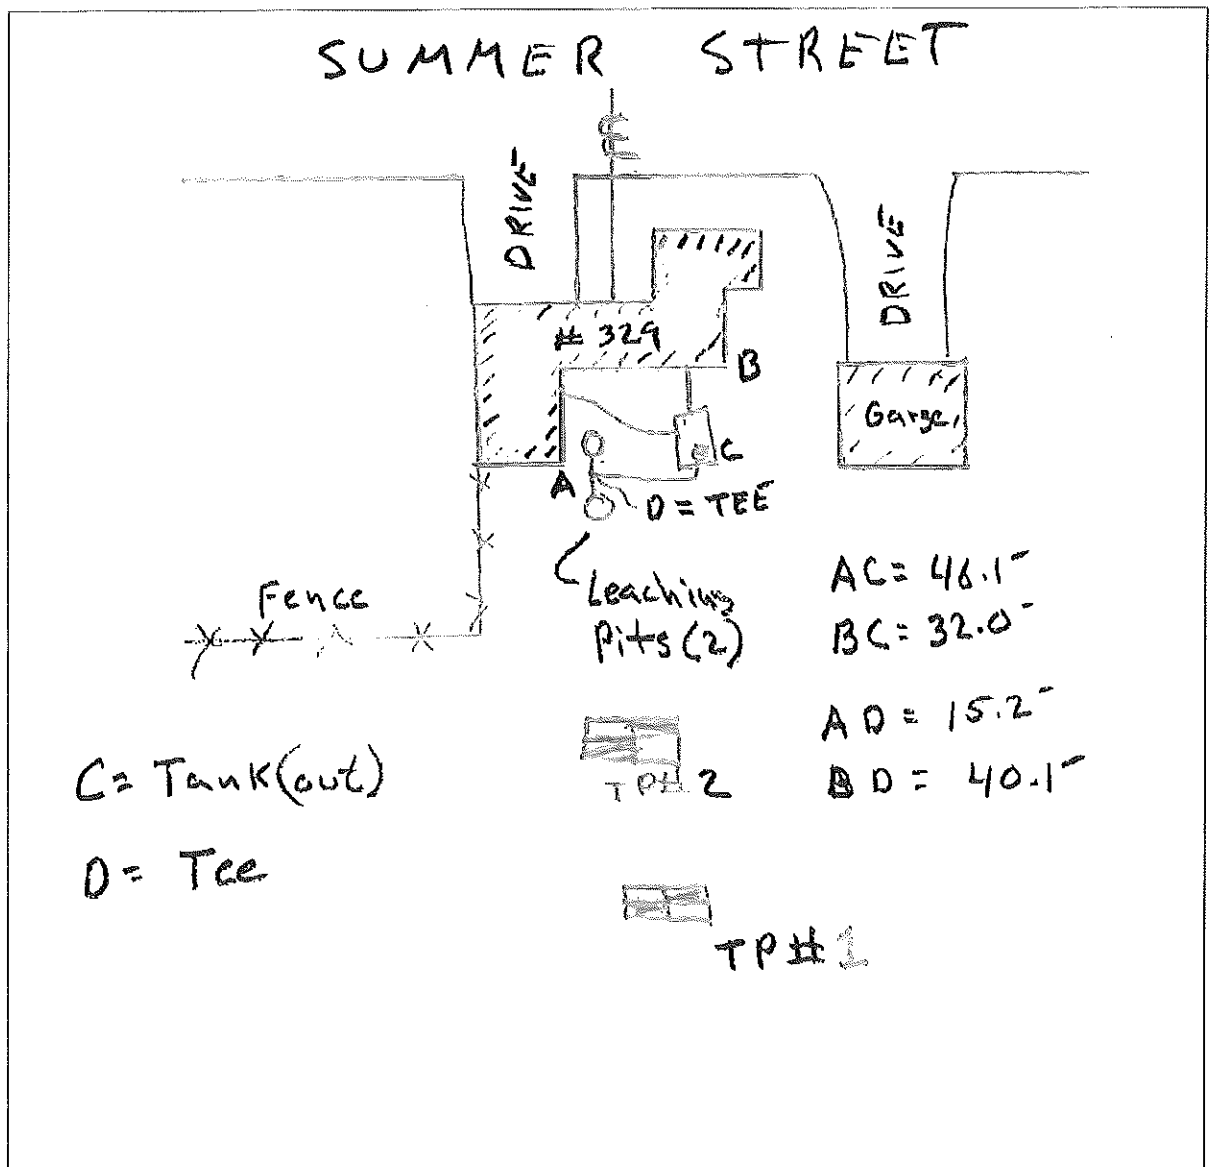 SUMMER STREET
DRIVE
DRIVE
# 329
B
Garge
C
A
D = TEE
Leaching
Pits (2)
Fence
AC = 46.1'
BC = 32.0'
AD = 15.2'
BD = 40.1'
TP# 2
C = Tank (out)
D = Tee
TP #1